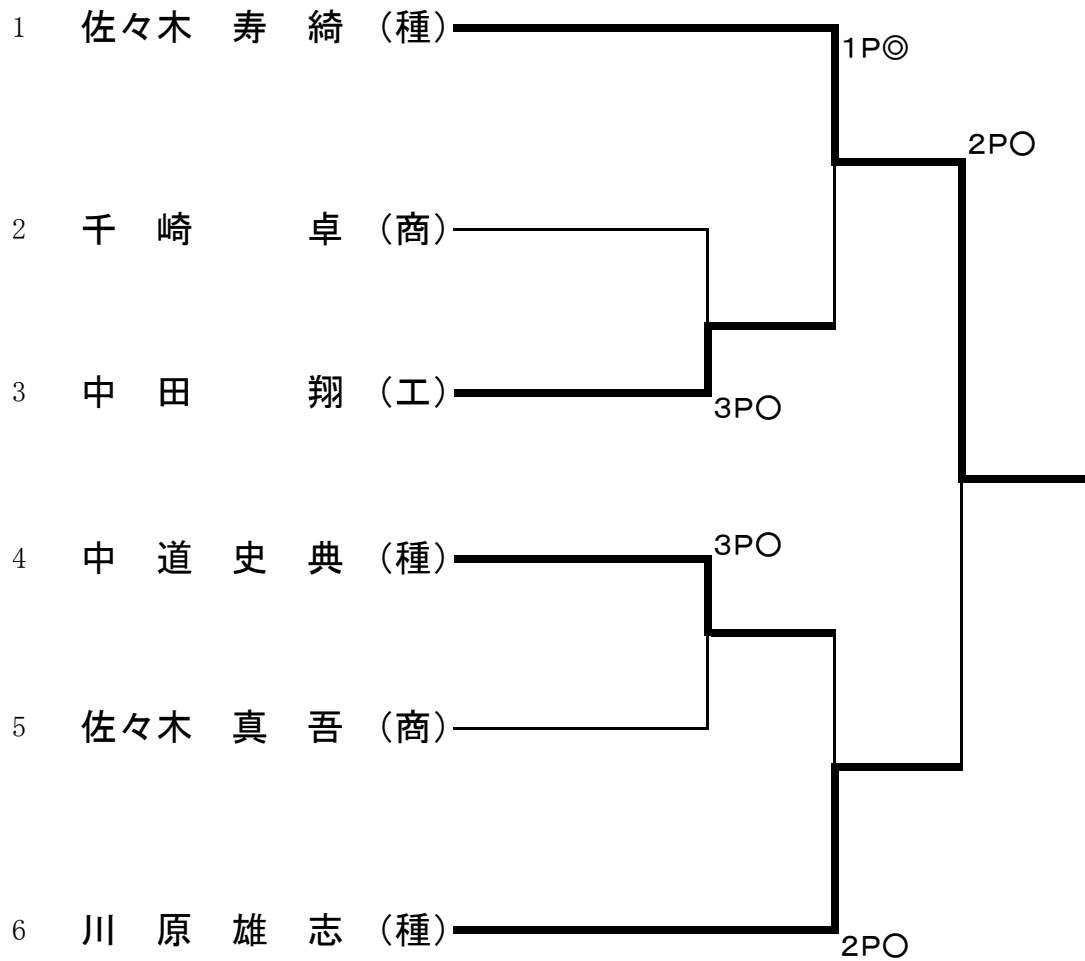 1 佐々木 寿 綺 (種)
1P◎
2P○
2 千 崎 卓 (商)
3 中 田 翔 (工)
3P○
4 中 道 史 典 (種)
3P○
5 佐々木 真 吾 (商)
6 川 原 雄 志 (種)
2P○